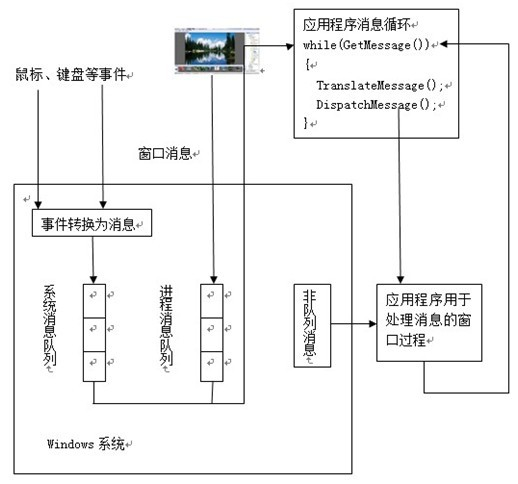 应用程序消息循环
while(GetMessage())
{
TranslateMessage();
DispatchMessage();
}
鼠标、键盘等事件
窗口消息
事件转换为消息
系统消息队列
进程消息队列
非队列消息
应用程序用于
处理消息的窗
口过程
Windows 系统